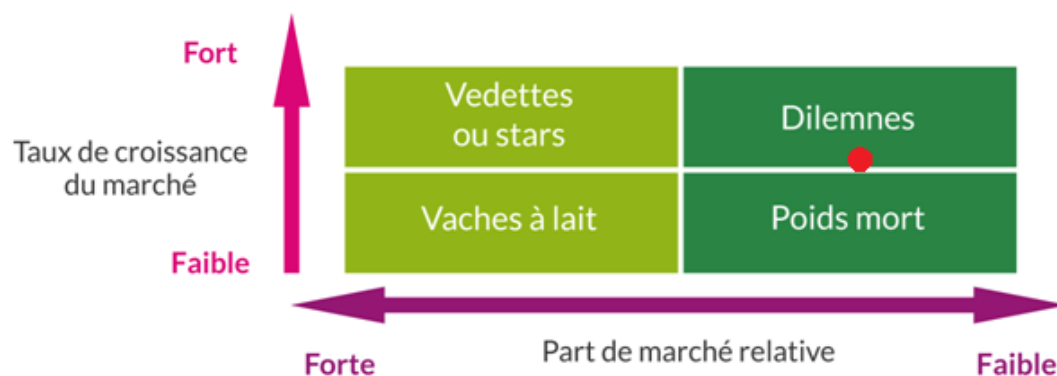 Fort
Vedettes
ou stars
Dilemnes
Taux de croissance
du marché
Vaches à lait
Poids mort
Faible
Part de marché relative
Forte
Faible